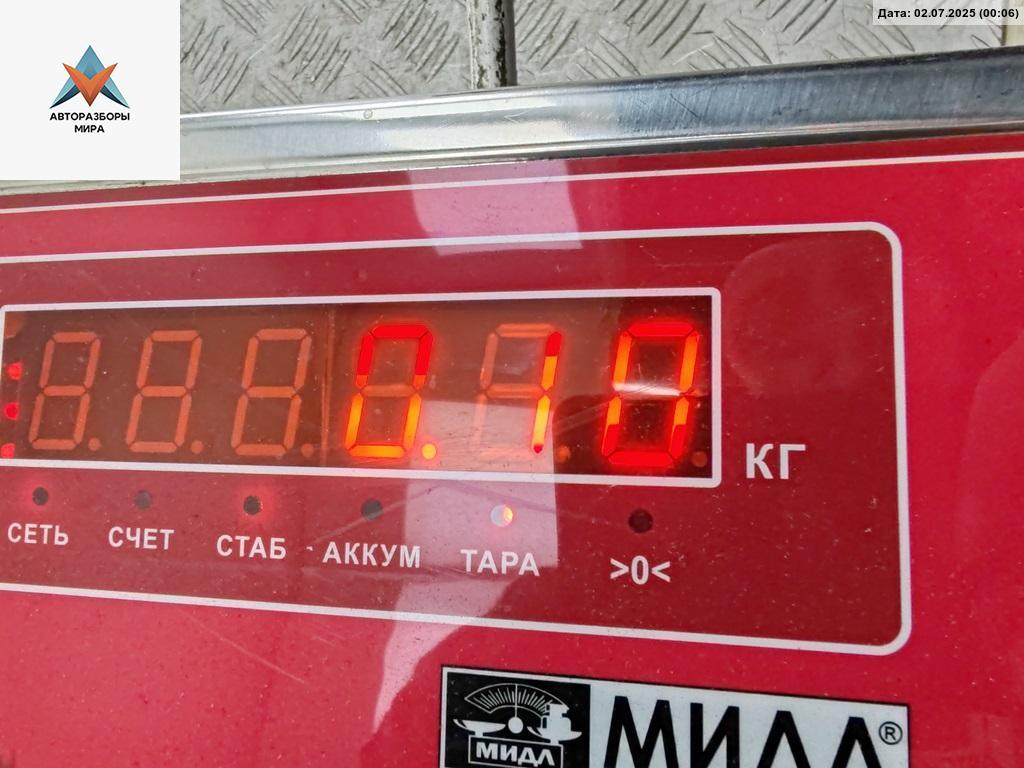 Дата: 02.07.2025 (00:06)
АВТОРАЗБОРЫ
МИРА
0.10
КГ
СЕТЬ СЧЕТ СТАБ АККУМ ТАРА >0<
МИДЛ МИДЛ®